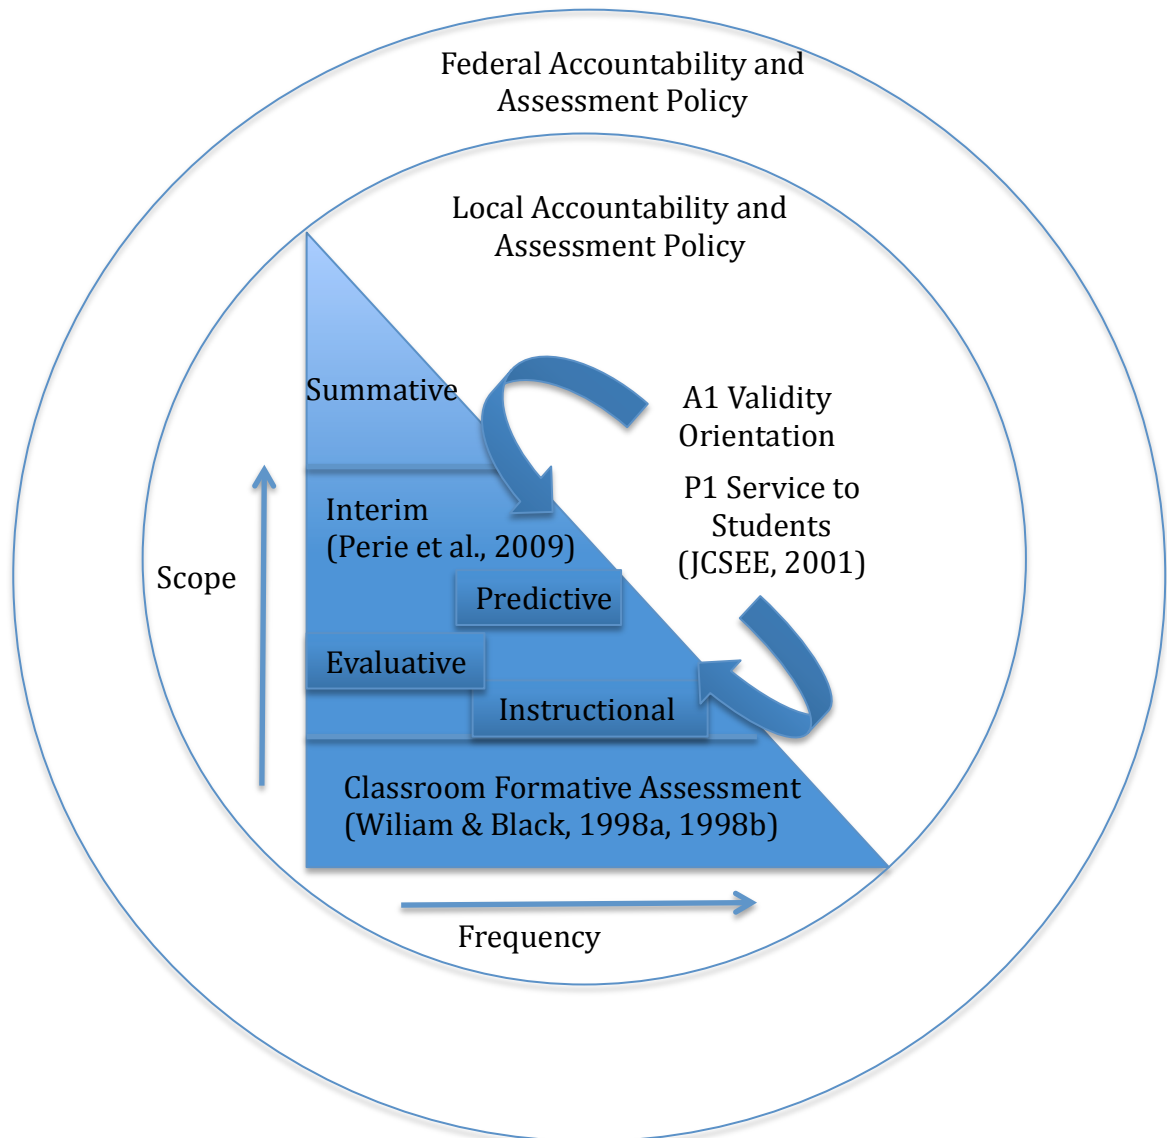 Federal Accountability and
Assessment Policy
Local Accountability and
Assessment Policy
Summative
A1 Validity
Orientation
P1 Service to
Students
(JCSEE, 2001)
Interim
(Perie et al., 2009)
Scope
Predictive
Evaluative
Instructional
Classroom Formative Assessment
(Wiliam & Black, 1998a, 1998b)
Frequency